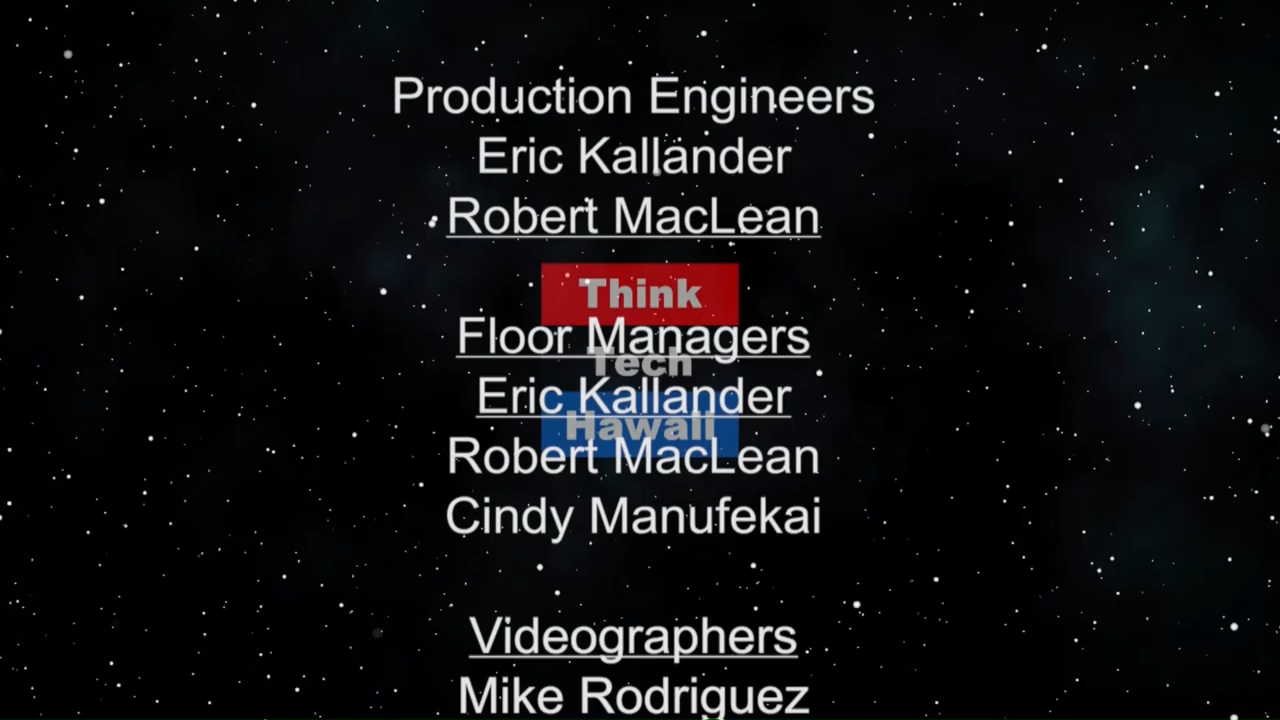 Production Engineers
Eric Kallander
Robert MacLean
Think
Floor Managers
Tech
Eric Kallander
Hawaii
Robert MacLean
Cindy Manufekai
Videographers
Mike Rodriguez